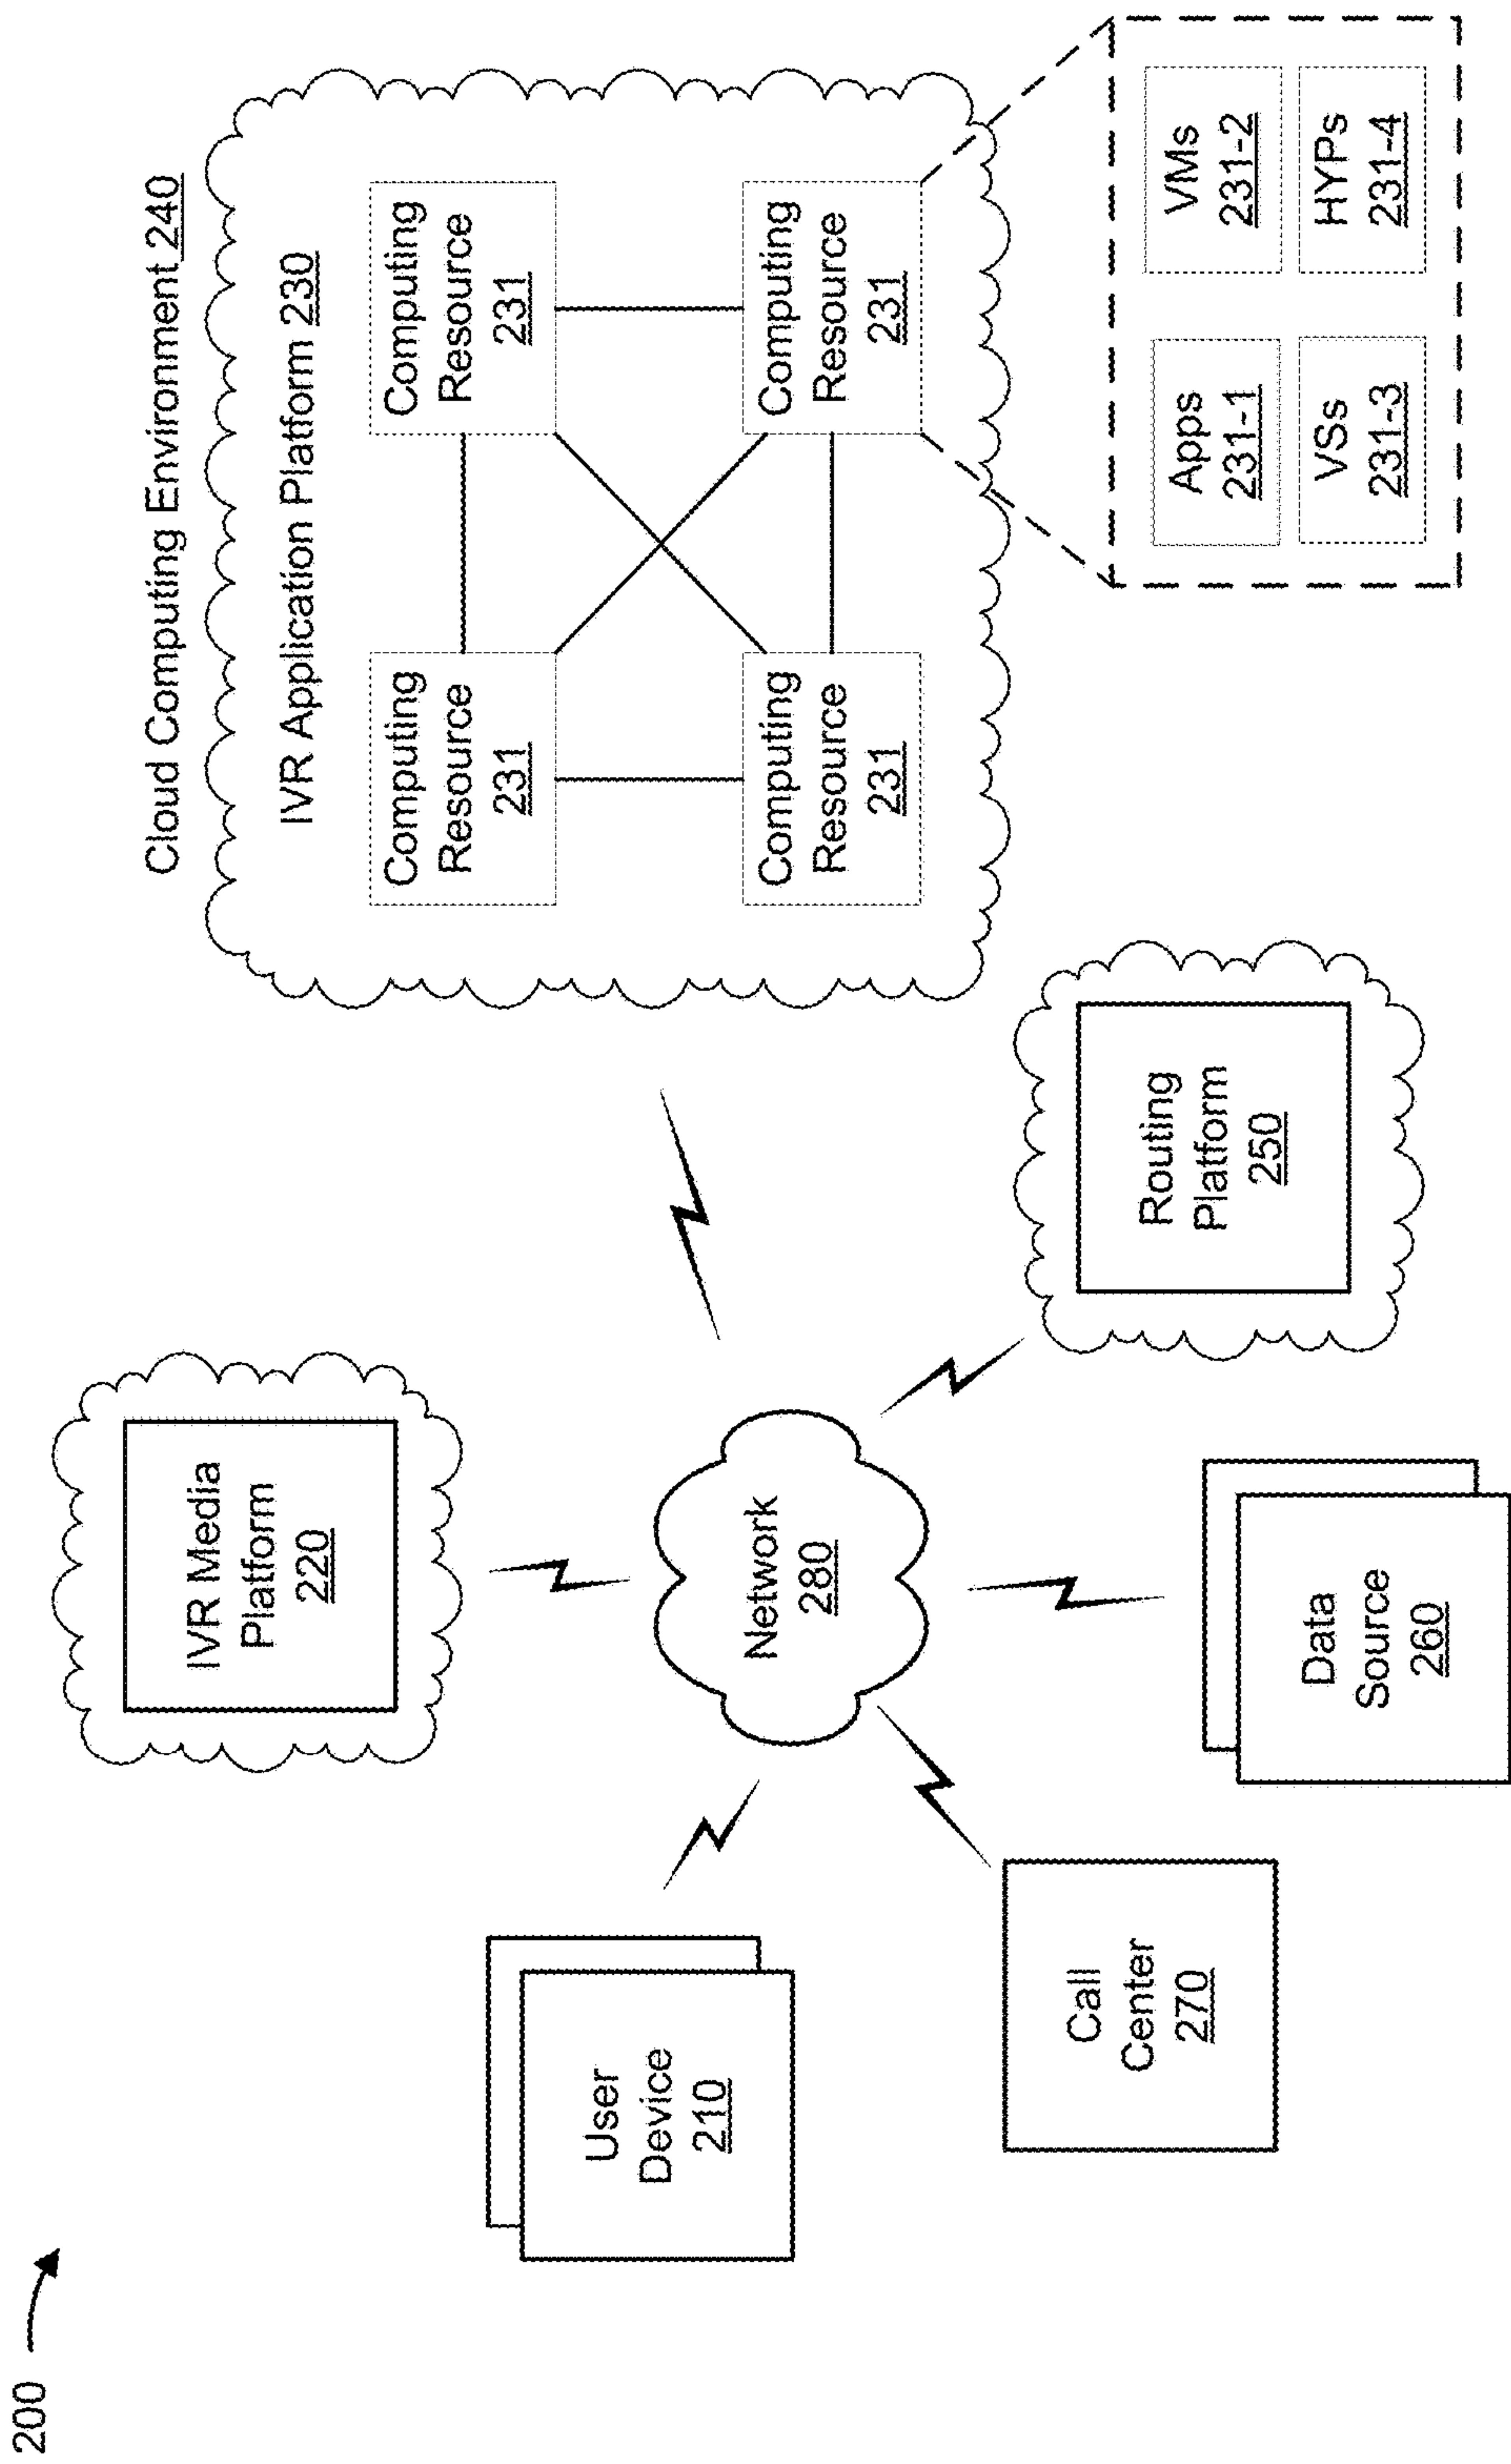 200
Cloud Computing Environment 240
IVR Media
Platform
220
IVR Application Platform 230
Computing
Resource
231
Computing
Resource
231
User
Device
210
Network
280
Computing
Resource
231
Computing
Resource
231
Call
Center
270
Data
Source
260
Routing
Platform
250
Apps
231-1
VMs
231-2
VSs
231-3
HYPs
231-4